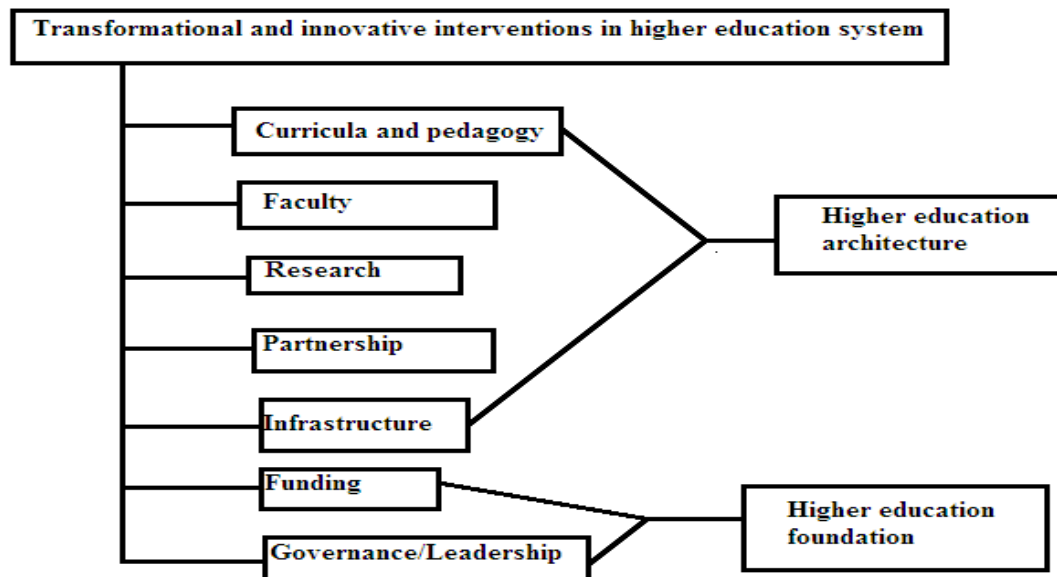 Transformational and innovative interventions in higher education system
Curricula and pedagogy
Faculty
Research
Partnership
Infrastructure
Funding
Governance/Leadership
Higher education
architecture
Higher education
foundation